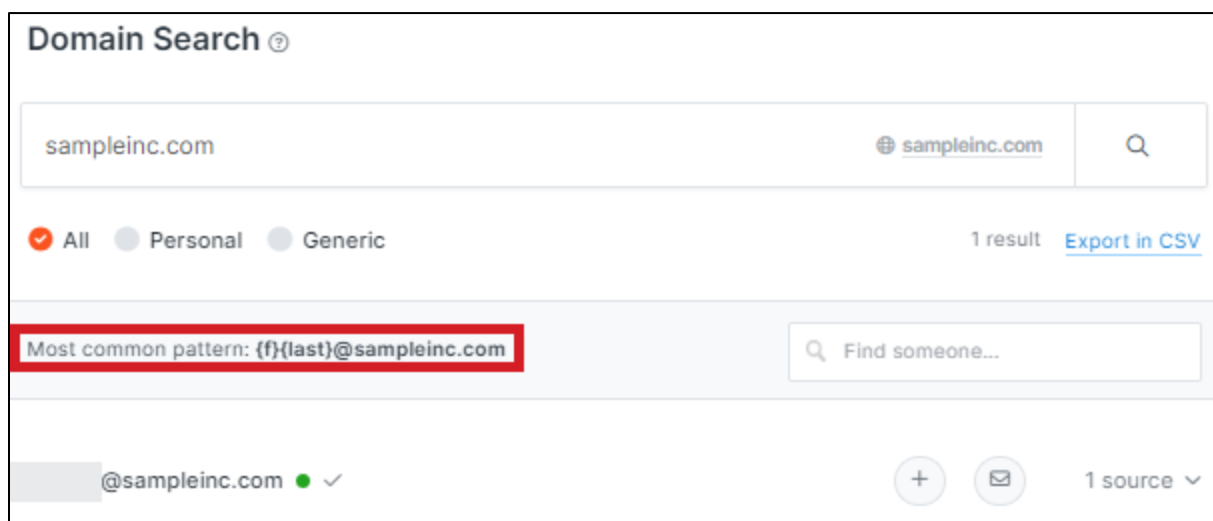 Domain Search ?
sampleinc.com sampleinc.com
All Personal Generic 1 result Export in CSV
Most common pattern: {f}{last}@sampleinc.com Find someone...
@sampleinc.com 1 source